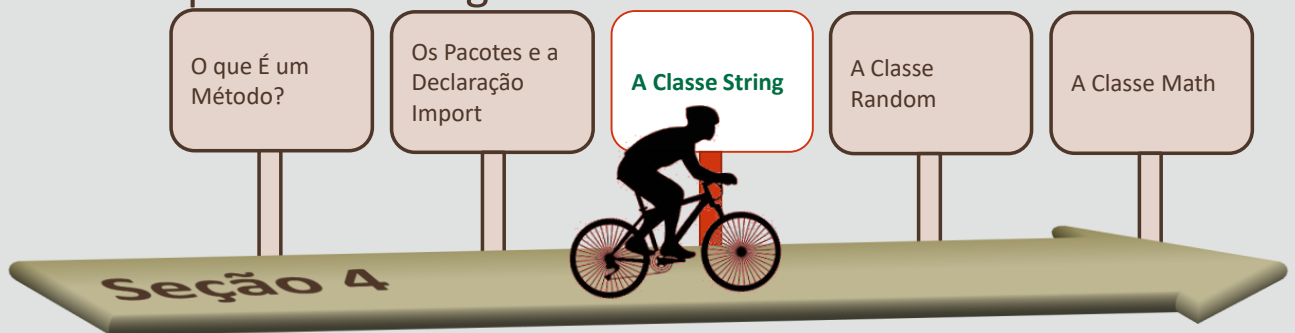 O que É um
Método?
Os Pacotes e a
Declaração
Import
A Classe String
A Classe
Random
A Classe Math
Seção 4